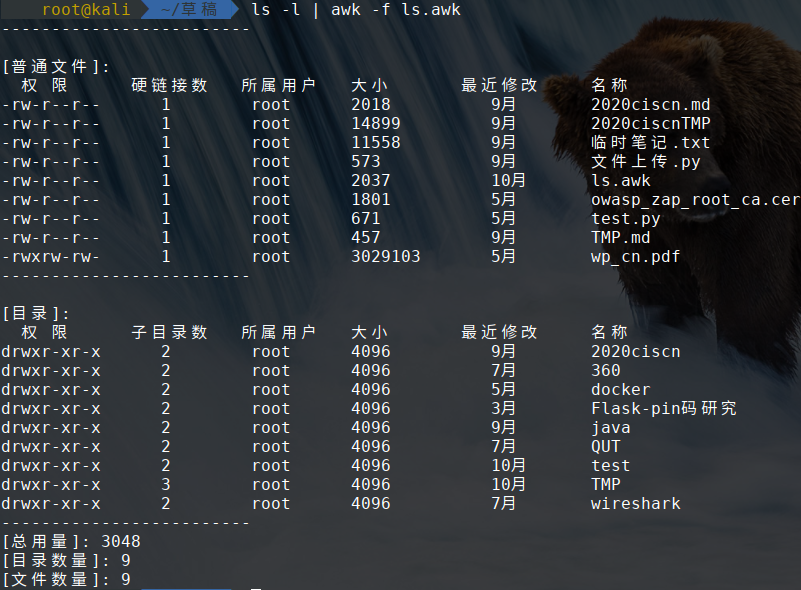 root@kali ~/草稿 ls -l | awk -f ls.awk
-------------------------
[普通文件]:
权 限 硬链接数 所属用户 大小 最近修改 名称
-rw-r--r-- 1 root 2018 9月 2020ciscn.md
-rw-r--r-- 1 root 14899 9月 2020ciscnTMP
-rw-r--r-- 1 root 11558 9月 临时笔记.txt
-rw-r--r-- 1 root 573 9月 文件上传.py
-rw-r--r-- 1 root 2037 10月 ls.awk
-rw-r--r-- 1 root 1801 5月 owasp_zap_root_ca.cer
-rw-r--r-- 1 root 671 5月 test.py
-rw-r--r-- 1 root 457 9月 TMP.md
-rwxrw-rw- 1 root 3029103 5月 wp_cn.pdf
-------------------------
[目录]:
权 限 子目录数 所属用户 大小 最近修改 名称
drwxr-xr-x 2 root 4096 9月 2020ciscn
drwxr-xr-x 2 root 4096 7月 360
drwxr-xr-x 2 root 4096 5月 docker
drwxr-xr-x 2 root 4096 3月 Flask-pin码研究
drwxr-xr-x 2 root 4096 9月 java
drwxr-xr-x 2 root 4096 7月 QUT
drwxr-xr-x 2 root 4096 10月 test
drwxr-xr-x 3 root 4096 10月 TMP
drwxr-xr-x 2 root 4096 7月 wireshark
-------------------------
[总用量]: 3048
[目录数量]: 9
[文件数量]: 9